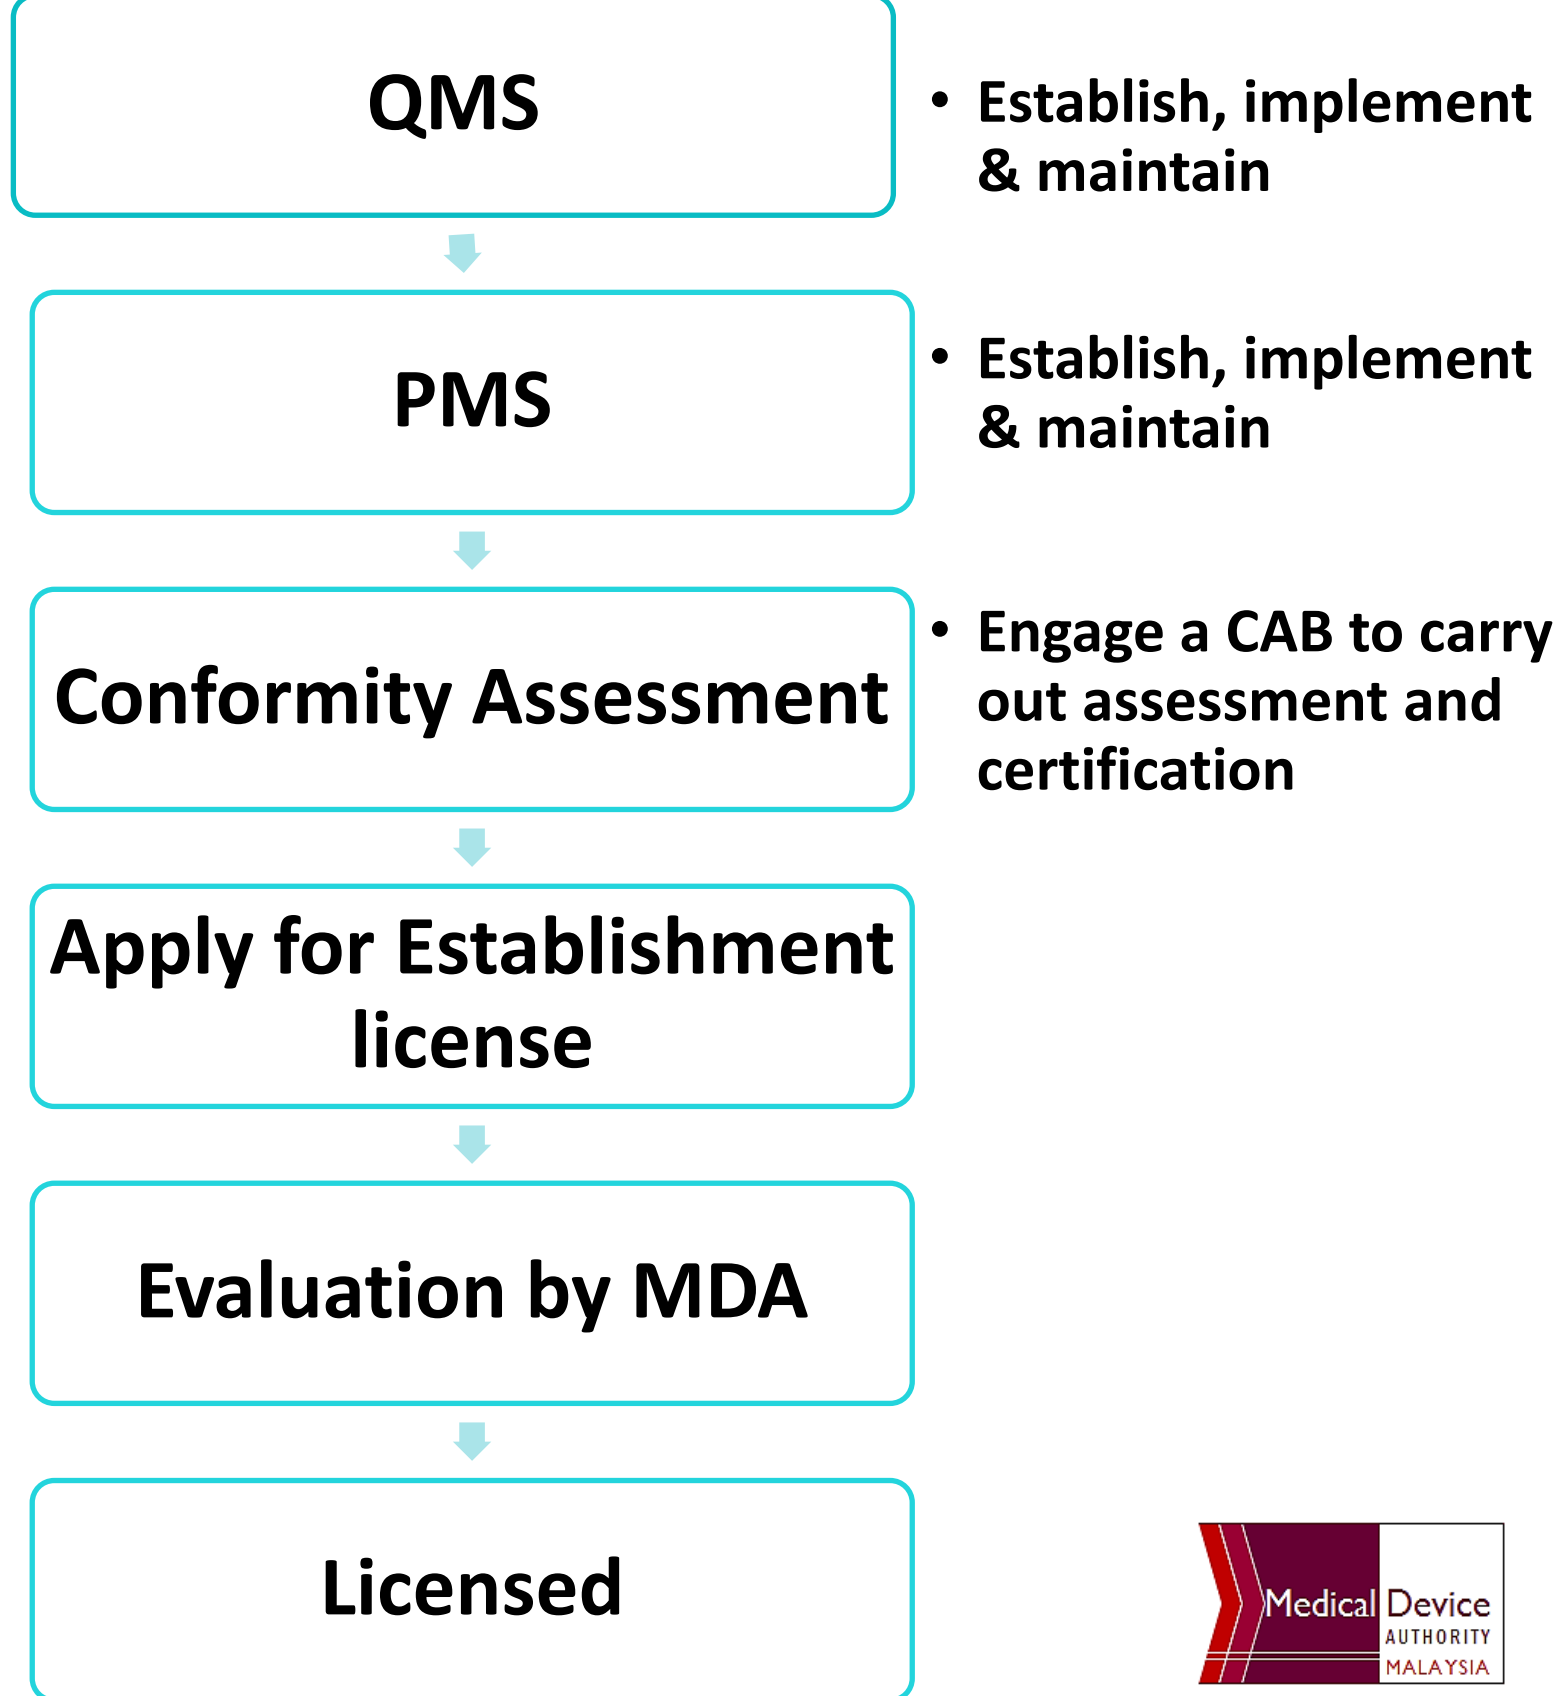 QMS
• Establish, implement
& maintain
PMS
• Establish, implement
& maintain
Conformity Assessment
• Engage a CAB to carry
out assessment and
certification
Apply for Establishment
license
Evaluation by MDA
Licensed
Medical Device
AUTHORITY
MALAYSIA